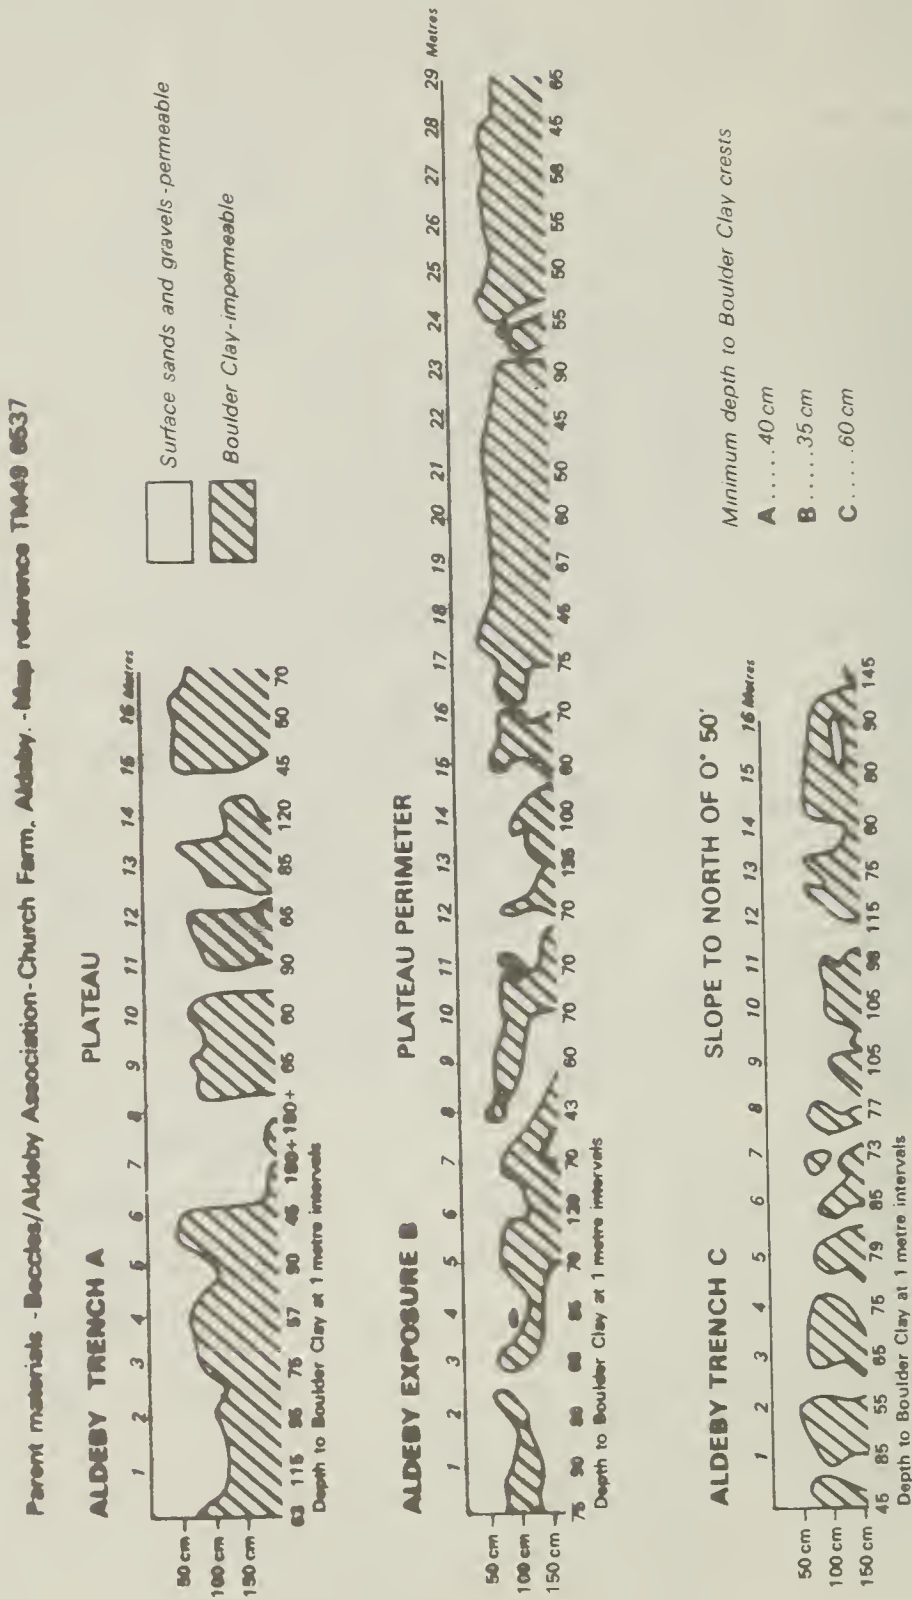 Parent materials - Beccles/Aldeby Association-Church Farm, Aldeby. - Map reference TM49 6537
ALDEBY TRENCH A PLATEAU
1 2 3 4 5 6 7 8 9 10 11 12 13 14 15 16 Metres
50 cm
100 cm
150 cm
63 115 95 75 57 90 45 180+ 180+ 65 60 90 65 85 120 45 50 70
Depth to Boulder Clay at 1 metre intervals
Surface sands and gravels-permeable
Boulder Clay-impermeable
ALDEBY EXPOSURE B PLATEAU PERIMETER
1 2 3 4 5 6 7 8 9 10 11 12 13 14 15 16 17 18 19 20 21 22 23 24 25 26 27 28 29 Metres
50 cm
100 cm
150 cm
75 90 70 70 43 60 70 70 70 135 100 60 70 75 45 67 60 50 45 90 55 50 55 58 45 65
Depth to Boulder Clay at 1 metre intervals
ALDEBY TRENCH C SLOPE TO NORTH OF 0° 50'
1 2 3 4 5 6 7 8 9 10 11 12 13 14 15 16 Metres
50 cm
100 cm
150 cm
45 85 55 65 75 79 85 73 77 105 105 98 115 75 60 80 90 145
Depth to Boulder Clay at 1 metre intervals
Minimum depth to Boulder Clay crests
A.....40 cm
B.....35 cm
C.....60 cm